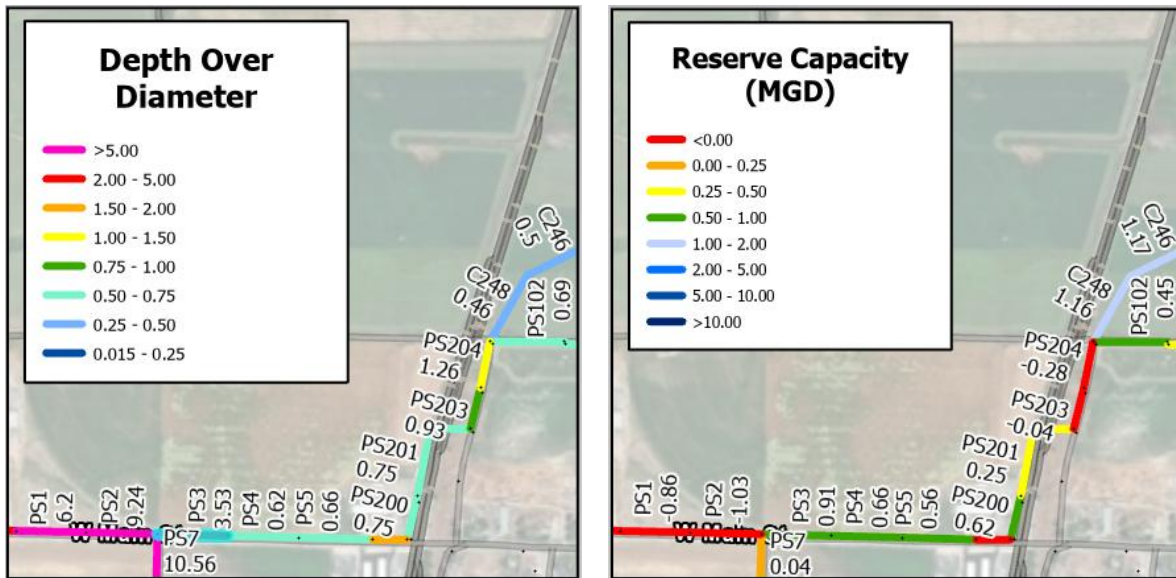 Depth Over
Diameter
>5.00
2.00 - 5.00
1.50 - 2.00
1.00 - 1.50
0.75 - 1.00
0.50 - 0.75
0.25 - 0.50
0.015 - 0.25
C246
0.5
C248
0.46
PS102
0.69
PS204
1.26
PS203
0.93
PS201
0.75
PS200
0.75
PS1
6.2
PS2
9.24
PS3
3.53
PS4
0.62
PS5
0.66
PS7
10.56
Reserve Capacity
(MGD)
<0.00
0.00 - 0.25
0.25 - 0.50
0.50 - 1.00
1.00 - 2.00
2.00 - 5.00
5.00 - 10.00
>10.00
C246
1.17
C248
1.16
PS102
0.45
PS204
-0.28
PS203
-0.04
PS201
0.25
PS200
0.62
PS1
-0.86
PS2
-1.03
PS3
0.91
PS4
0.66
PS5
0.56
PS7
0.04